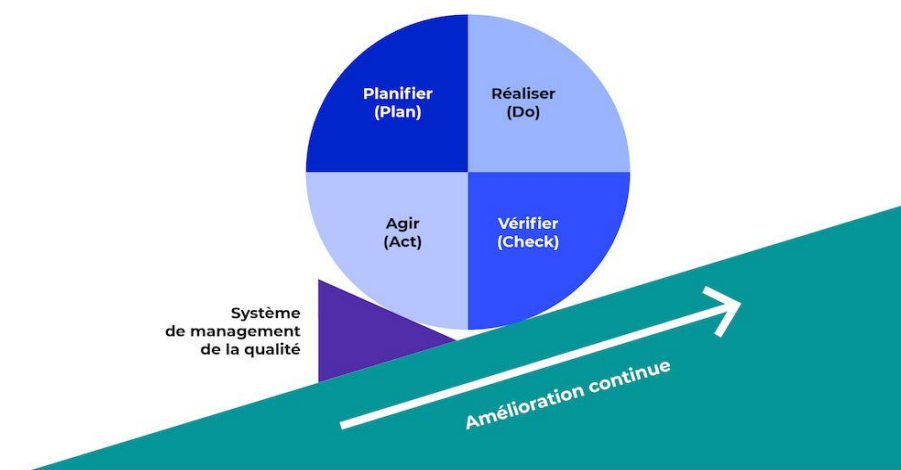 Planifier
(Plan)
Réaliser
(Do)
Agir
(Act)
Vérifier
(Check)
Système
de management
de la qualité
Amélioration continue